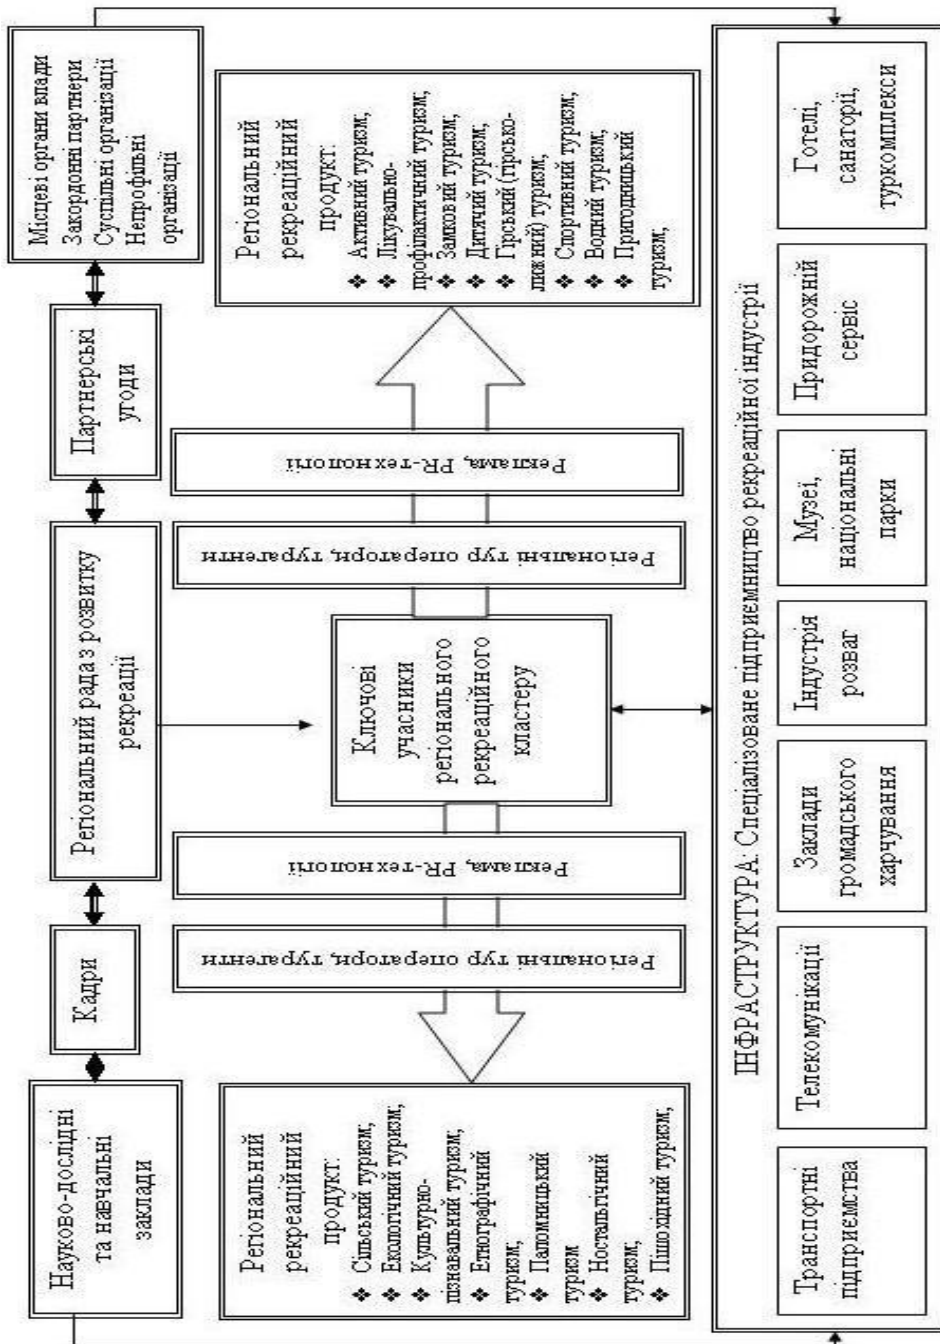 Науково-дослідні
та навчальні
заклади
Кадри
Регіональний рада з розвитку
рекреації
Партнерські
угоди
Місцеві органи влади
Закордонні партнери
Суспільні організації
Непрофільні
організації
Регіональний
рекреаційний
продукт:
❖ Сільський туризм;
❖ Екологічний туризм;
❖ Культурно-
пізнавальний туризм;
❖ Етнографічний
туризм;
❖ Паломницький
туризм
❖ Ностальгічний
туризм;
❖ Пішохідний туризм;
Регіональні тур оператори, турагенти
Реклама, PR-технології
Ключові
учасники
регіонального
рекреаційного
кластеру
Регіональні тур оператори, турагенти
Реклама, PR-технології
Регіональний
рекреаційний
продукт:
❖ Активний туризм;
❖ Лікувально-
профілактичний туризм;
❖ Замковий туризм;
❖ Дитячий туризм;
❖ Гірський (гірсько-
лижний) туризм;
❖ Спортивний туризм;
❖ Водний туризм;
❖ Пригодницький
туризм;
ІНФРАСТРУКТУРА: Спеціалізоване підприємництво рекреаційної індустрії
Транспортні
підприємства
Телекомунікації
Заклади
громадського
харчування
Індустрія
розваг
Музеї,
національні
парки
Придорожній
сервіс
Готелі,
санаторії,
туркомплекси